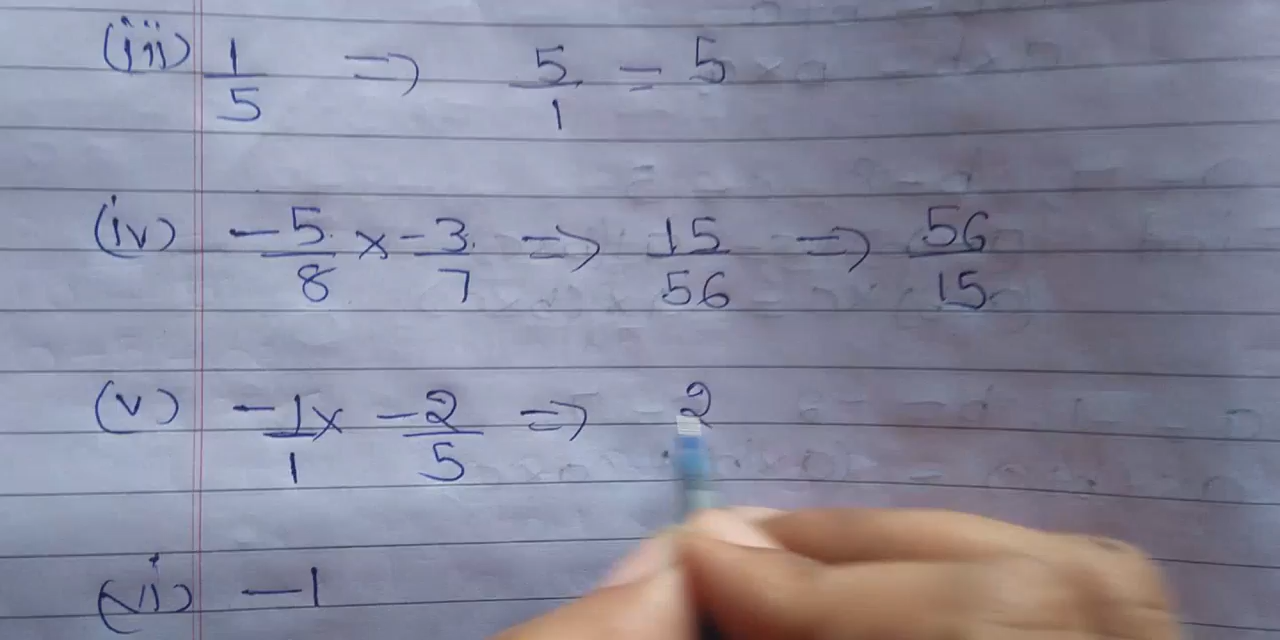 (iii) 1/5 ⇒ 5/1 = 5
(iv) -5/8 × -3/7 ⇒ 15/56 ⇒ 56/15
(v) -1/1 × -2/5 ⇒ 2
(vi) -1